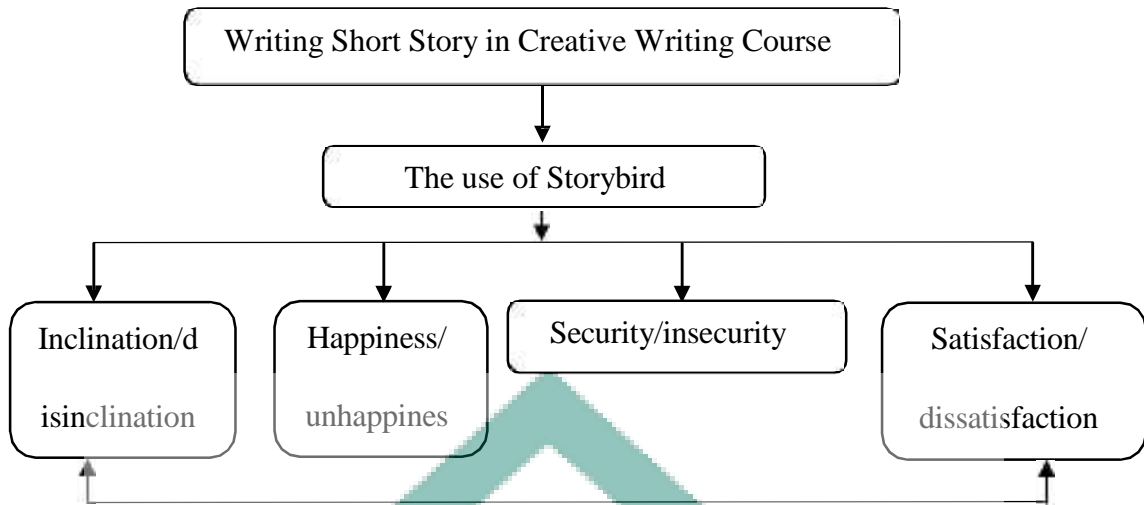 Writing Short Story in Creative Writing Course
The use of Storybird
Inclination/d
isinclination
Happiness/
unhappines
Security/insecurity
Satisfaction/
dissatisfaction